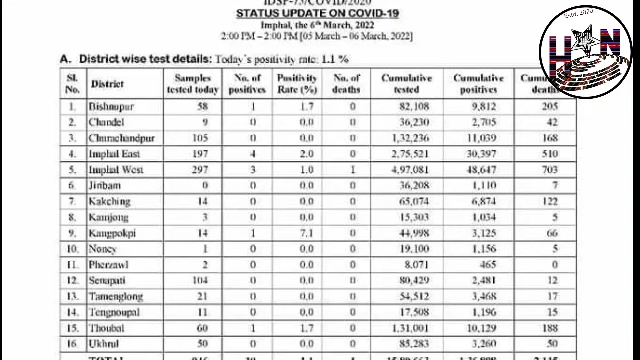 IDSP-75/COVID/2020
STATUS UPDATE ON COVID-19
Imphal, the 6th March, 2022
2:00 PM – 2:00 PM [05 March – 06 March, 2022]
A. District wise test details: Today's positivity rate: 1.1 %
Sl. No. District Samples tested today No. of positives Positivity Rate (%) No. of deaths Cumulative tested Cumulative positives deaths
1. Bishnupur 58 1 1.7 0 82,108 9,812 205
2. Chandel 9 0 0.0 0 36,230 2,705 42
3. Churachandpur 105 0 0.0 0 1,32,236 11,039 168
4. Imphal East 197 4 2.0 0 2,75,521 30,397 510
5. Imphal West 297 3 1.0 1 4,97,081 48,647 703
6. Jiribam 0 0 0.0 0 36,208 1,110 7
7. Kakching 14 0 0.0 0 65,074 6,874 122
8. Kamjong 3 0 0.0 0 15,303 1,034 5
9. Kangpokpi 14 1 7.1 0 44,998 3,125 66
10. Noney 1 0 0.0 0 19,100 1,156 5
11. Pherzawl 2 0 0.0 0 8,071 465 0
12. Senapati 104 0 0.0 0 80,429 2,481 12
13. Tamenglong 21 0 0.0 0 54,512 3,468 17
14. Tengnoupal 11 0 0.0 0 17,508 1,196 15
15. Thoubal 60 1 1.7 0 1,31,001 10,129 188
16. Ukhrul 50 0 0.0 0 85,283 3,260 50
TOTAL